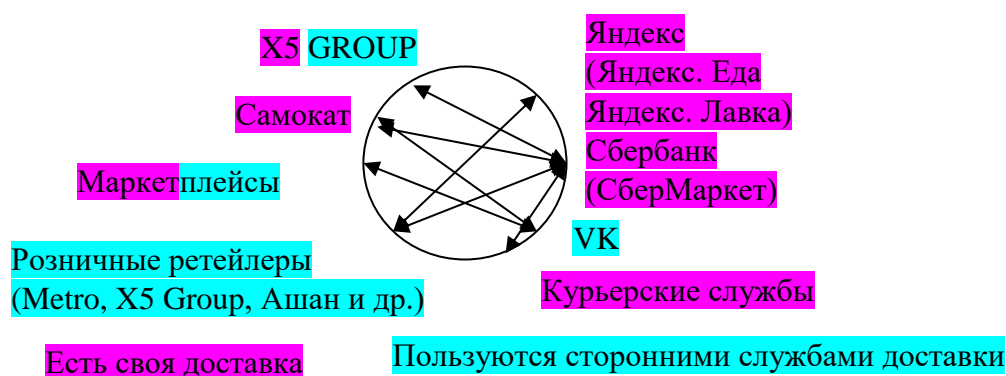 X5 GROUP
Самокат
Маркетплейсы
Розничные ретейлеры
(Metro, X5 Group, Ашан и др.)
Есть своя доставка
Яндекс
(Яндекс. Еда
Яндекс. Лавка)
Сбербанк
(СберМаркет)
VK
Курьерские службы
Пользуются сторонними службами доставки